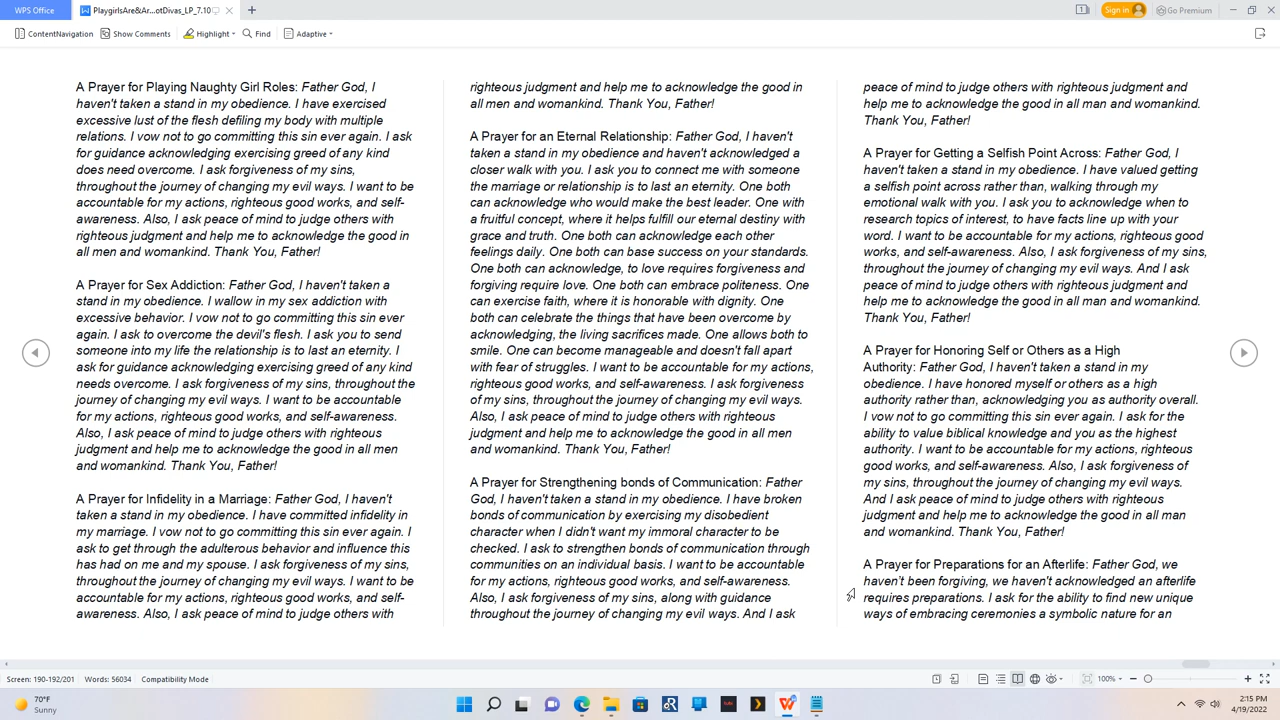 WPS Office
PlaygirlsAre&Ar...otDivas_LP_7.10
Sign in
Go Premium
ContentNavigation
Show Comments
Highlight
Find
Adaptive
A Prayer for Playing Naughty Girl Roles: Father God, I
haven't taken a stand in my obedience. I have exercised
excessive lust of the flesh defiling my body with multiple
relations. I vow not to go committing this sin ever again. I ask
for guidance acknowledging exercising greed of any kind
does need overcome. I ask forgiveness of my sins,
throughout the journey of changing my evil ways. I want to be
accountable for my actions, righteous good works, and self-
awareness. Also, I ask peace of mind to judge others with
righteous judgment and help me to acknowledge the good in
all men and womankind. Thank You, Father!
A Prayer for Sex Addiction: Father God, I haven't taken a
stand in my obedience. I wallow in my sex addiction with
excessive behavior. I vow not to go committing this sin ever
again. I ask to overcome the devil's flesh. I ask you to send
someone into my life the relationship is to last an eternity. I
ask for guidance acknowledging exercising greed of any kind
needs overcome. I ask forgiveness of my sins, throughout the
journey of changing my evil ways. I want to be accountable
for my actions, righteous good works, and self-awareness.
Also, I ask peace of mind to judge others with righteous
judgment and help me to acknowledge the good in all men
and womankind. Thank You, Father!
A Prayer for Infidelity in a Marriage: Father God, I haven't
taken a stand in my obedience. I have committed infidelity in
my marriage. I vow not to go committing this sin ever again. I
ask to get through the adulterous behavior and influence this
has had on me and my spouse. I ask forgiveness of my sins,
throughout the journey of changing my evil ways. I want to be
accountable for my actions, righteous good works, and self-
awareness. Also, I ask peace of mind to judge others with
righteous judgment and help me to acknowledge the good in
all men and womankind. Thank You, Father!
A Prayer for an Eternal Relationship: Father God, I haven't
taken a stand in my obedience and haven't acknowledged a
closer walk with you. I ask you to connect me with someone
the marriage or relationship is to last an eternity. One both
can acknowledge who would make the best leader. One with
a fruitful concept, where it helps fulfill our eternal destiny with
grace and truth. One both can acknowledge each other
feelings daily. One both can base success on your standards.
One both can acknowledge, to love requires forgiveness and
forgiving require love. One both can embrace politeness. One
can exercise faith, where it is honorable with dignity. One
both can celebrate the things that have been overcome by
acknowledging, the living sacrifices made. One allows both to
smile. One can become manageable and doesn't fall apart
with fear of struggles. I want to be accountable for my actions,
righteous good works, and self-awareness. I ask forgiveness
of my sins, throughout the journey of changing my evil ways.
Also, I ask peace of mind to judge others with righteous
judgment and help me to acknowledge the good in all men
and womankind. Thank You, Father!
A Prayer for Strengthening bonds of Communication: Father
God, I haven't taken a stand in my obedience. I have broken
bonds of communication by exercising my disobedient
character when I didn't want my immoral character to be
checked. I ask to strengthen bonds of communication through
communities on an individual basis. I want to be accountable
for my actions, righteous good works, and self-awareness.
Also, I ask forgiveness of my sins, along with guidance
throughout the journey of changing my evil ways. And I ask
peace of mind to judge others with righteous judgment and
help me to acknowledge the good in all man and womankind.
Thank You, Father!
A Prayer for Getting a Selfish Point Across: Father God, I
haven't taken a stand in my obedience. I have valued getting
a selfish point across rather than, walking through my
emotional walk with you. I ask you to acknowledge when to
research topics of interest, to have facts line up with your
word. I want to be accountable for my actions, righteous good
works, and self-awareness. Also, I ask forgiveness of my sins,
throughout the journey of changing my evil ways. And I ask
peace of mind to judge others with righteous judgment and
help me to acknowledge the good in all man and womankind.
Thank You, Father!
A Prayer for Honoring Self or Others as a High
Authority: Father God, I haven't taken a stand in my
obedience. I have honored myself or others as a high
authority rather than, acknowledging you as authority overall.
I vow not to go committing this sin ever again. I ask for the
ability to value biblical knowledge and you as the highest
authority. I want to be accountable for my actions, righteous
good works, and self-awareness. Also, I ask forgiveness of
my sins, throughout the journey of changing my evil ways.
And I ask peace of mind to judge others with righteous
judgment and help me to acknowledge the good in all man
and womankind. Thank You, Father!
A Prayer for Preparations for an Afterlife: Father God, we
haven't been forgiving, we haven't acknowledged an afterlife
requires preparations. I ask for the ability to find new unique
ways of embracing ceremonies a symbolic nature for an
Screen: 190-192/201
Words: 56034
Compatibility Mode
100%
70°F
Sunny
2:15 PM
4/19/2022